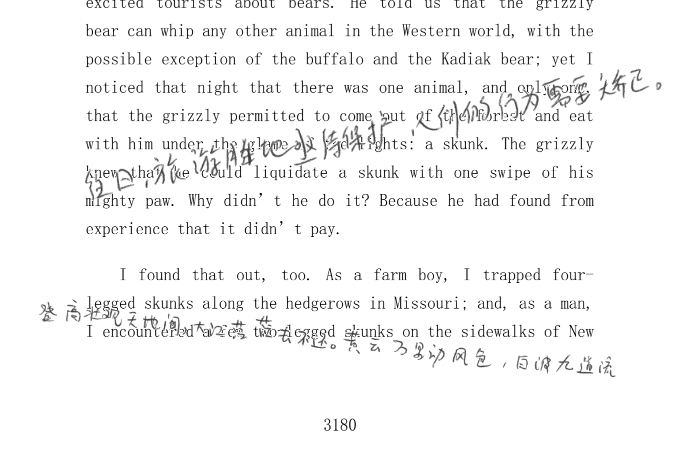 excited tourists about bears. He told us that the grizzly
bear can whip any other animal in the Western world, with the
possible exception of the buffalo and the Kadiak bear; yet I
noticed that night that there was one animal, and only one,
that the grizzly permitted to come out of the forest and eat
with him under the glare of the lights: a skunk. The grizzly
knew that he could liquidate a skunk with one swipe of his
mighty paw. Why didn’t he do it? Because he had found from
experience that it didn’t pay.
往日,旅游胜地亟待保护,人们的行为需要矫正。
I found that out, too. As a farm boy, I trapped four-
legged skunks along the hedgerows in Missouri; and, as a man,
I encountered a few two-legged skunks on the sidewalks of New
登高壮观天地间,大江茫茫去不还。黄云万里动风色,白波九道流
3180